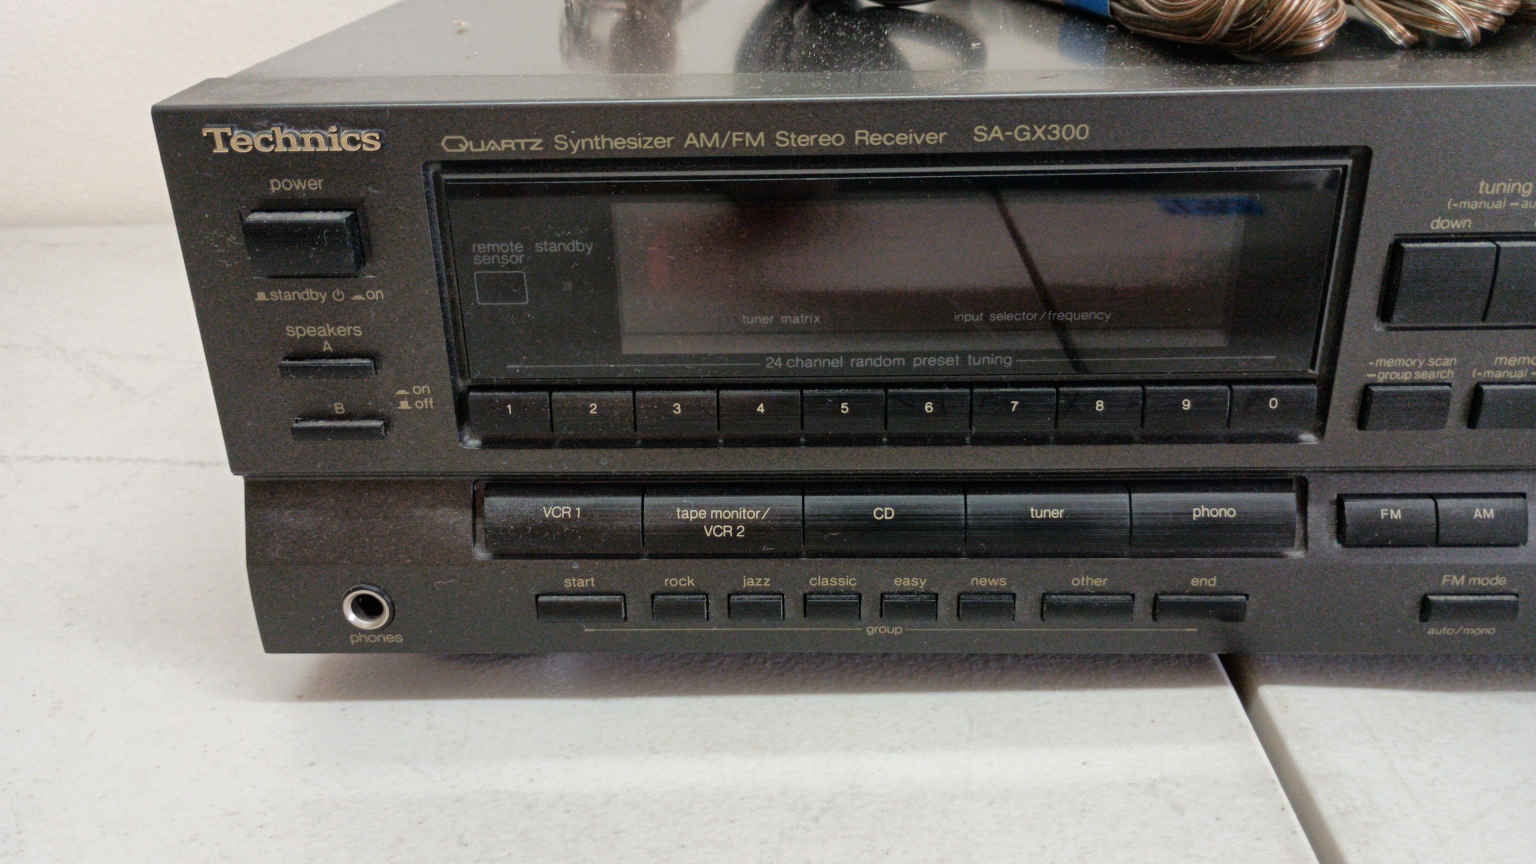 Technics
QUARTZ Synthesizer AM/FM Stereo Receiver SA-GX300
power
standby on
speakers
A
on
off
B
remote sensor
standby
tuner matrix
input selector/frequency
24 channel random preset tuning
1 2 3 4 5 6 7 8 9 0
tuning
(-manual
down
-memory scan
-group search
(-manual
VCR 1
tape monitor/
VCR 2
CD
tuner
phono
FM
AM
phones
start rock jazz classic easy news other end
group
FM mode
auto/mono